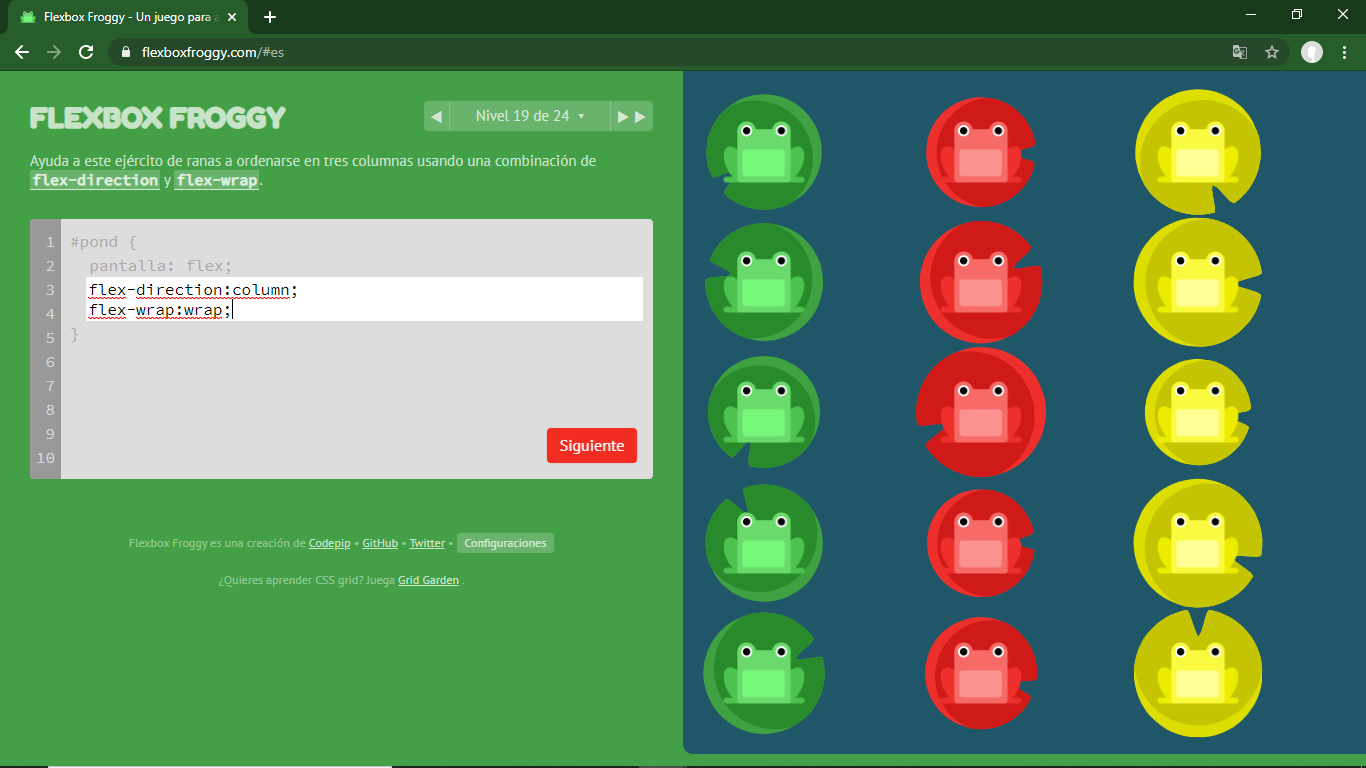 Flexbox Froggy - Un juego para a
flexboxfroggy.com/#es
FLEXBOX FROGGY
Nivel 19 de 24
Ayuda a este ejército de ranas a ordenarse en tres columnas usando una combinación de
flex-direction y flex-wrap.
1 #pond {
2 pantalla: flex;
3 flex-direction:column;
4 flex-wrap:wrap;
5 }
6
7
8
9
10
Siguiente
Flexbox Froggy es una creación de Codepip • GitHub • Twitter • Configuraciones
¿Quieres aprender CSS grid? Juega Grid Garden .